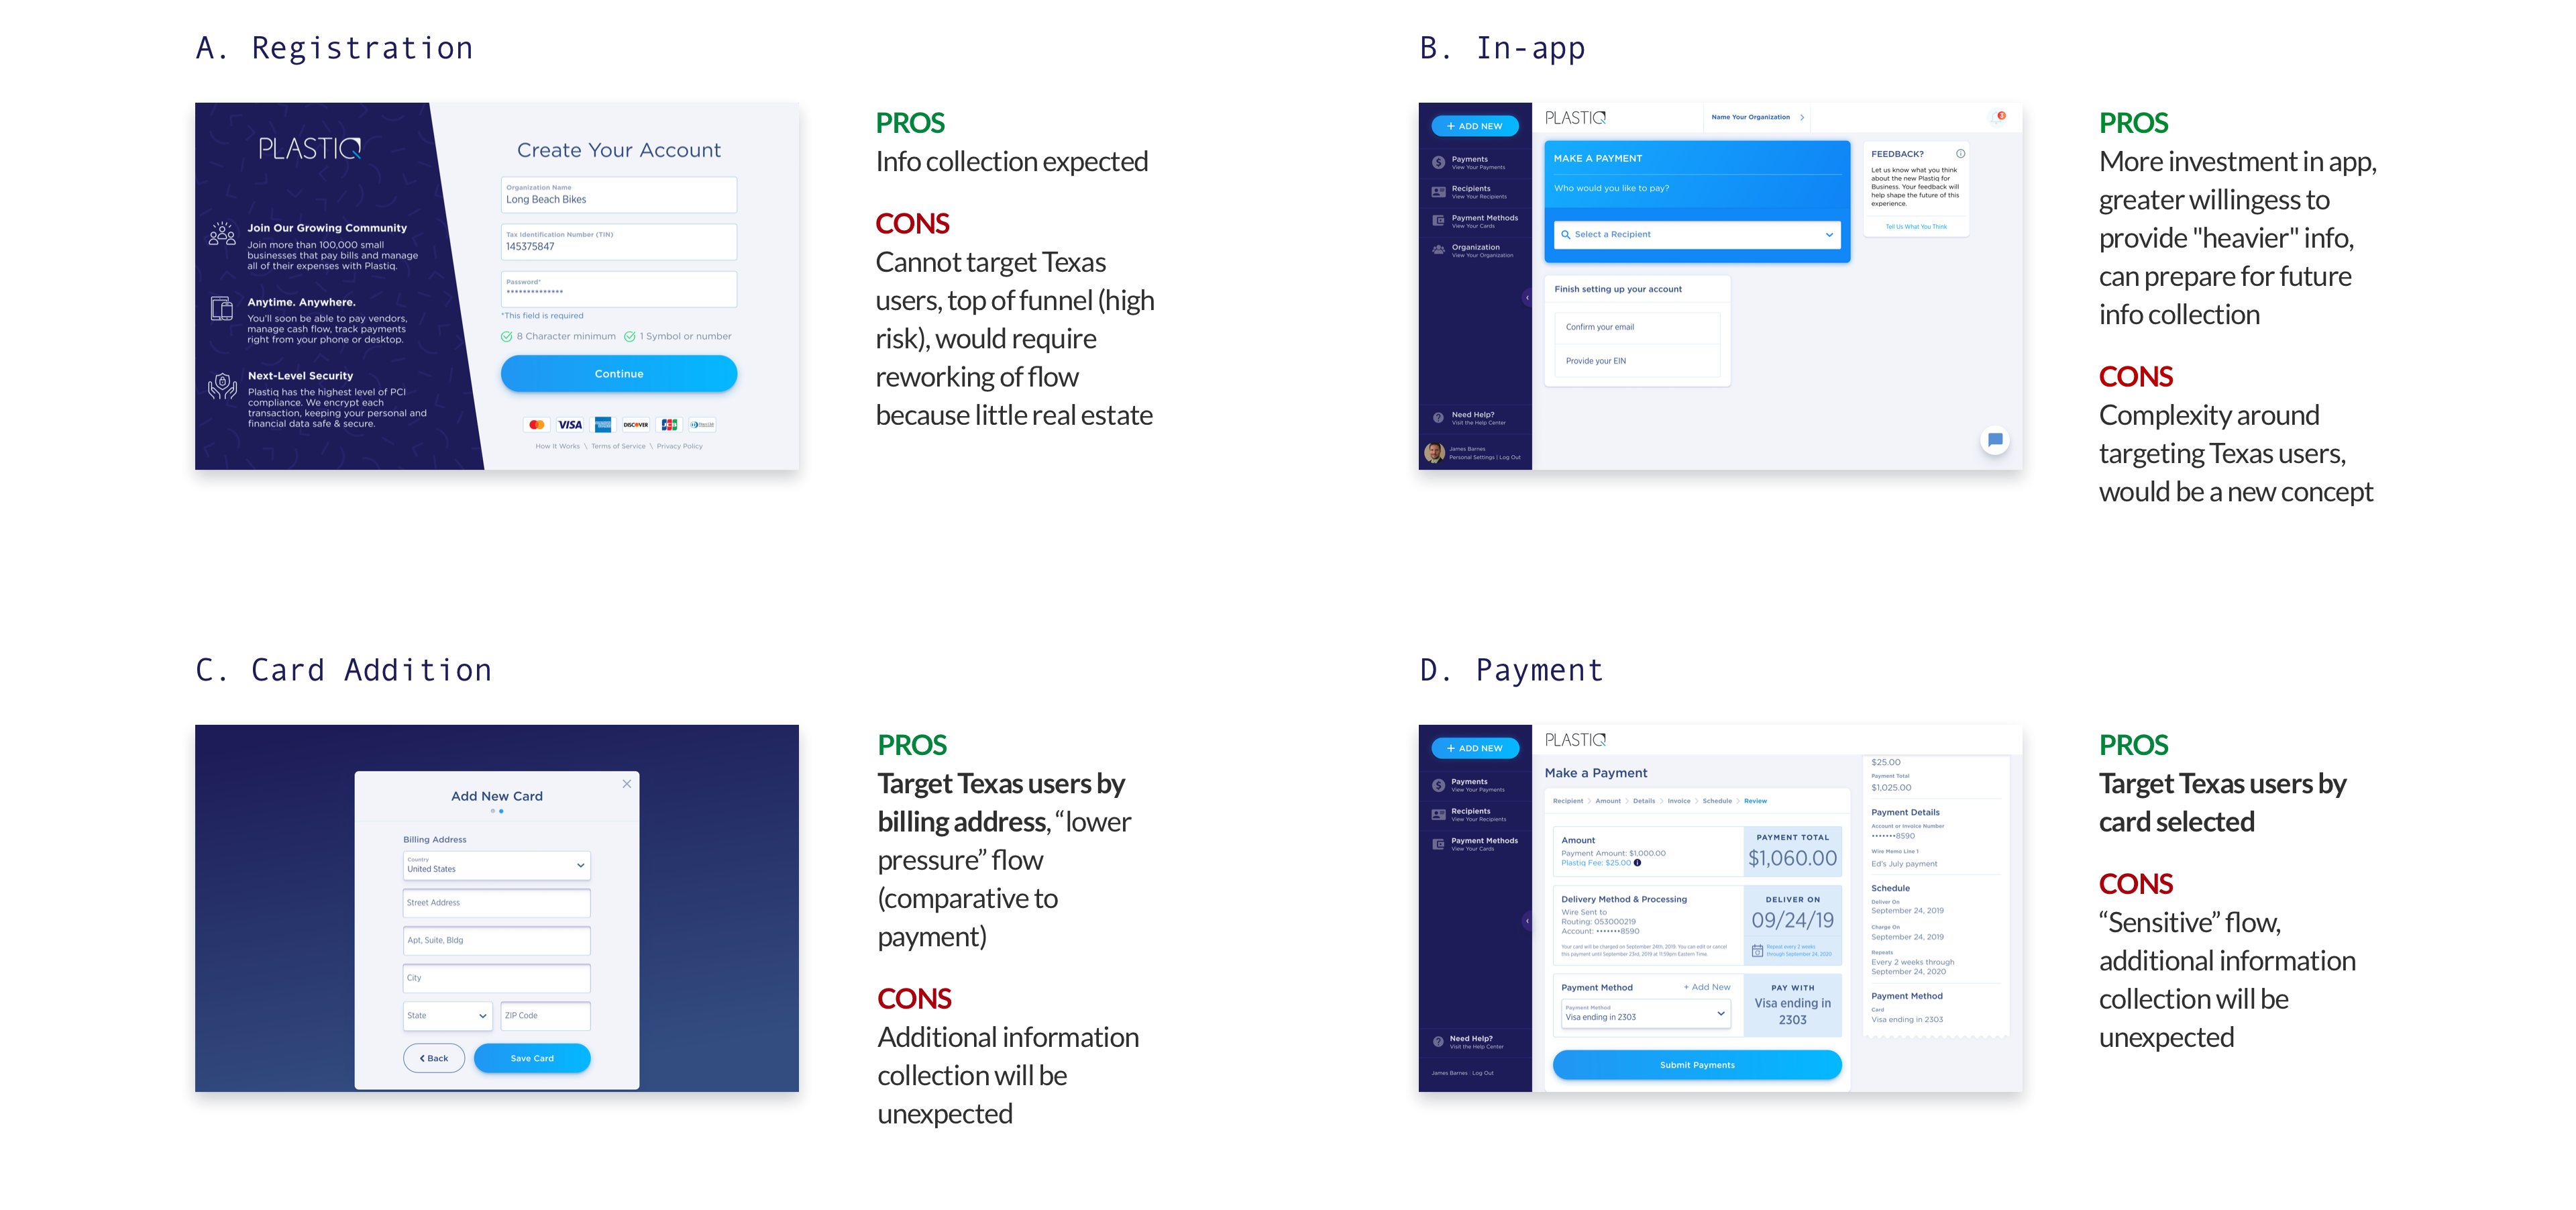 A. Registration
PLASTIQ
Join Our Growing Community
Join more than 100,000 small
businesses that pay bills and manage
all of their expenses with Plastiq.
Anytime. Anywhere.
You'll soon be able to pay vendors,
manage cash flow, track payments
right from your phone or desktop.
Next-Level Security
Plastiq has the highest level of PCI
compliance. We encrypt each
transaction, keeping your personal and
financial data safe & secure.
Create Your Account
Organization Name
Long Beach Bikes
Tax Identification Number (TIN)
145375847
Password*
••••••••••••••
*This field is required
8 Character minimum 1 Symbol or number
Continue
VISA
DISCOVER
JCB
How It Works \ Terms of Service \ Privacy Policy
PROS
Info collection expected
CONS
Cannot target Texas
users, top of funnel (high
risk), would require
reworking of flow
because little real estate
B. In-app
+ ADD NEW
Payments
View Your Payments
Recipients
View Your Recipients
Payment Methods
View Your Cards
Organization
View Your Organization
Need Help?
Visit the Help Center
James Barnes
Personal Settings | Log Out
PLASTIQ
Name Your Organization
3
MAKE A PAYMENT
Who would you like to pay?
Select a Recipient
Finish setting up your account
Confirm your email
Provide your EIN
FEEDBACK?
Let us know what you think
about the new Plastiq for
Business. Your feedback will
help shape the future of this
experience.
Tell Us What You Think
PROS
More investment in app,
greater willingess to
provide "heavier" info,
can prepare for future
info collection
CONS
Complexity around
targeting Texas users,
would be a new concept
C. Card Addition
Add New Card
Billing Address
Country
United States
Street Address
Apt, Suite, Bldg
City
State
ZIP Code
Back
Save Card
PROS
Target Texas users by
billing address, “lower
pressure” flow
(comparative to
payment)
CONS
Additional information
collection will be
unexpected
D. Payment
+ ADD NEW
Payments
View Your Payments
Recipients
View Your Recipients
Payment Methods
View Your Cards
Need Help?
Visit the Help Center
James Barnes | Log Out
PLASTIQ
Make a Payment
Recipient > Amount > Details > Invoice > Schedule > Review
Amount
Payment Amount: $1,000.00
Plastiq Fee: $25.00
PAYMENT TOTAL
$1,060.00
Delivery Method & Processing
Wire Sent to
Routing: 053000219
Account: •••••••8590
Your card will be charged on September 24th, 2019. You can edit or cancel
this payment until September 23rd, 2019 at 11:59pm Eastern Time.
DELIVER ON
09/24/19
Repeat every 2 weeks
through September 24, 2020
Payment Method
+ Add New
Payment Method
Visa ending in 2303
PAY WITH
Visa ending in
2303
Submit Payments
$25.00
Payment Total
$1,025.00
Payment Details
Account or Invoice Number
•••••••8590
Wire Memo Line 1
Ed's July payment
Schedule
Deliver On
September 24, 2019
Charge On
September 24, 2019
Repeats
Every 2 weeks through
September 24, 2020
Payment Method
Card
Visa ending in 2303
PROS
Target Texas users by
card selected
CONS
“Sensitive” flow,
additional information
collection will be
unexpected